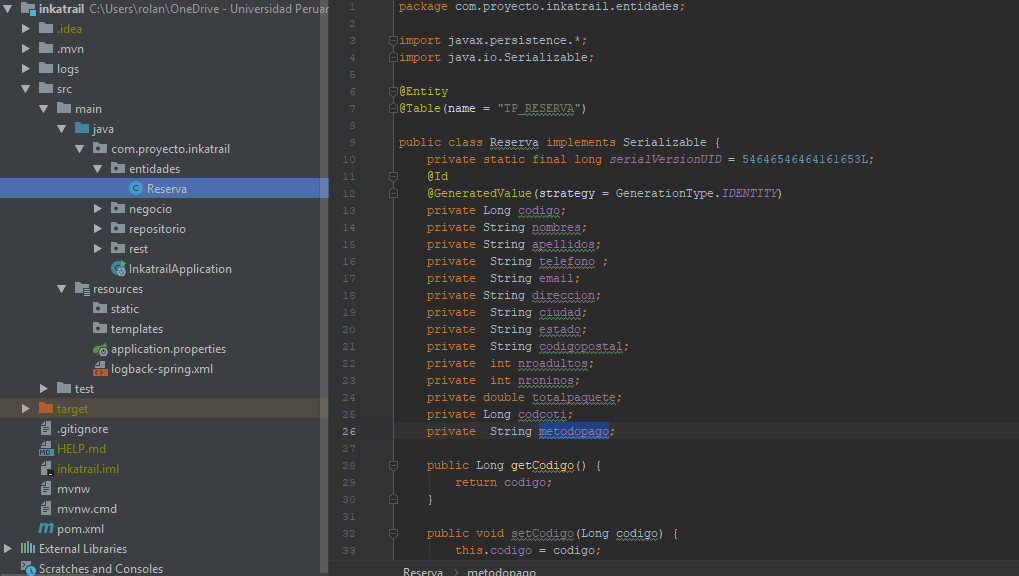 inkatrail C:\Users\rolan\OneDrive - Universidad Peruar
.idea
.mvn
logs
src
main
java
com.proyecto.inkatrail
entidades
Reserva
negocio
repositorio
rest
InkatrailApplication
resources
static
templates
application.properties
logback-spring.xml
test
target
.gitignore
HELP.md
inkatrail.iml
mvnw
mvnw.cmd
pom.xml
External Libraries
Scratches and Consoles
1 package com.proyecto.inkatrail.entidades;
2
3 import javax.persistence.*;
4 import java.io.Serializable;
5
6 @Entity
7 @Table(name = "TP_RESERVA")
8
9 public class Reserva implements Serializable {
10 private static final long serialVersionUID = 54646546464161653L;
11 @Id
12 @GeneratedValue(strategy = GenerationType.IDENTITY)
13 private Long codigo;
14 private String nombres;
15 private String apellidos;
16 private  String telefono ;
17 private  String email;
18 private String direccion;
19 private  String ciudad;
20 private  String estado;
21 private  String codigopostal;
22 private  int nroadultos;
23 private  int nroninos;
24 private double totalpaquete;
25 private Long codcoti;
26 private  String metodopago;
27
28 public Long getCodigo() {
29 return codigo;
30 }
31
32 public void setCodigo(Long codigo) {
33 this.codigo = codigo;
Reserva > metodopago